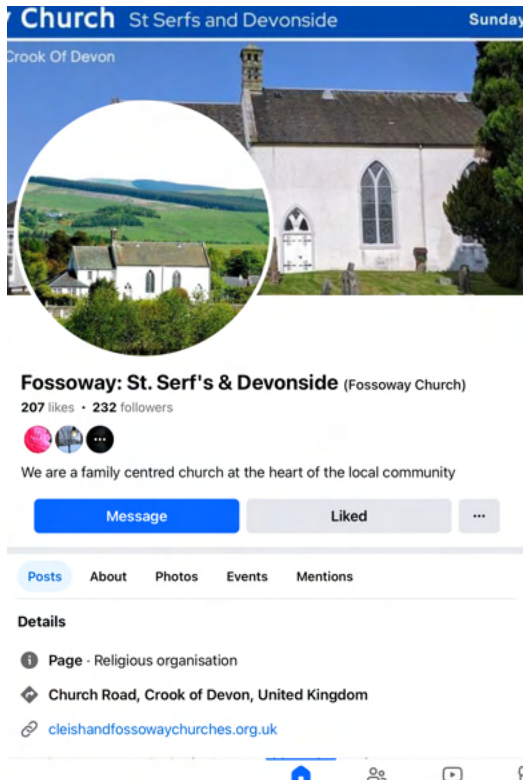 Church St Serfs and Devonside Sunday
Crook Of Devon
Fossoway: St. Serf's & Devonside (Fossoway Church)
207 likes • 232 followers
We are a family centred church at the heart of the local community
Message Liked ...
Posts About Photos Events Mentions
Details
Page · Religious organisation
Church Road, Crook of Devon, United Kingdom
cleishandfossowaychurches.org.uk